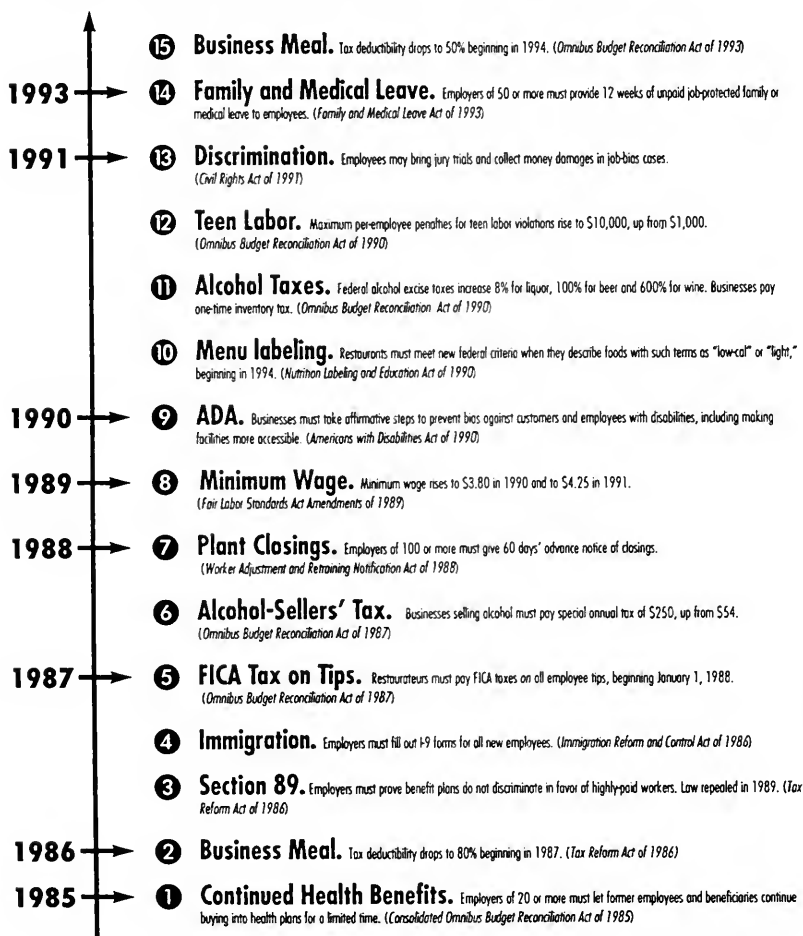 15 Business Meal. Tax deductibility drops to 50% beginning in 1994. (Omnibus Budget Reconciliation Act of 1993)
1993 14 Family and Medical Leave. Employers of 50 or more must provide 12 weeks of unpaid job-protected family or
medical leave to employees. (Family and Medical Leave Act of 1993)
1991 13 Discrimination. Employees may bring jury trials and collect money damages in job-bias cases.
(Civil Rights Act of 1991)
12 Teen Labor. Maximum per-employee penalties for teen labor violations rise to $10,000, up from $1,000.
(Omnibus Budget Reconciliation Act of 1990)
11 Alcohol Taxes. Federal alcohol excise taxes increase 8% for liquor, 100% for beer and 600% for wine. Businesses pay
one-time inventory tax. (Omnibus Budget Reconciliation Act of 1990)
10 Menu labeling. Restaurants must meet new federal criteria when they describe foods with such terms as "low-cal" or "light,"
beginning in 1994. (Nutrition Labeling and Education Act of 1990)
1990 9 ADA. Businesses must take affirmative steps to prevent bias against customers and employees with disabilities, including making
facilities more accessible. (Americans with Disabilities Act of 1990)
1989 8 Minimum Wage. Minimum wage rises to $3.80 in 1990 and to $4.25 in 1991.
(Fair Labor Standards Act Amendments of 1989)
1988 7 Plant Closings. Employers of 100 or more must give 60 days' advance notice of closings.
(Worker Adjustment and Retraining Notification Act of 1988)
6 Alcohol-Sellers' Tax. Businesses selling alcohol must pay special annual tax of $250, up from $54.
(Omnibus Budget Reconciliation Act of 1987)
1987 5 FICA Tax on Tips. Restaurateurs must pay FICA taxes on all employee tips, beginning January 1, 1988.
(Omnibus Budget Reconciliation Act of 1987)
4 Immigration. Employers must fill out I-9 forms for all new employees. (Immigration Reform and Control Act of 1986)
3 Section 89. Employers must prove benefit plans do not discriminate in favor of highly-paid workers. Law repealed in 1989. (Tax
Reform Act of 1986)
1986 2 Business Meal. Tax deductibility drops to 80% beginning in 1987. (Tax Reform Act of 1986)
1985 1 Continued Health Benefits. Employers of 20 or more must let former employees and beneficiaries continue
buying into health plans for a limited time. (Consolidated Omnibus Budget Reconciliation Act of 1985)